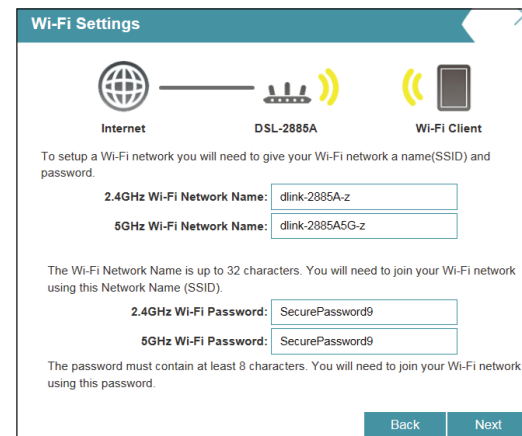 Wi-Fi Settings
Internet
DSL-2885A
Wi-Fi Client
To setup a Wi-Fi network you will need to give your Wi-Fi network a name(SSID) and
password.
2.4GHz Wi-Fi Network Name: dlink-2885A-z
5GHz Wi-Fi Network Name: dlink-2885A5G-z
The Wi-Fi Network Name is up to 32 characters. You will need to join your Wi-Fi network
using this Network Name (SSID).
2.4GHz Wi-Fi Password: SecurePassword9
5GHz Wi-Fi Password: SecurePassword9
The password must contain at least 8 characters. You will need to join your Wi-Fi network
using this password.
Back Next